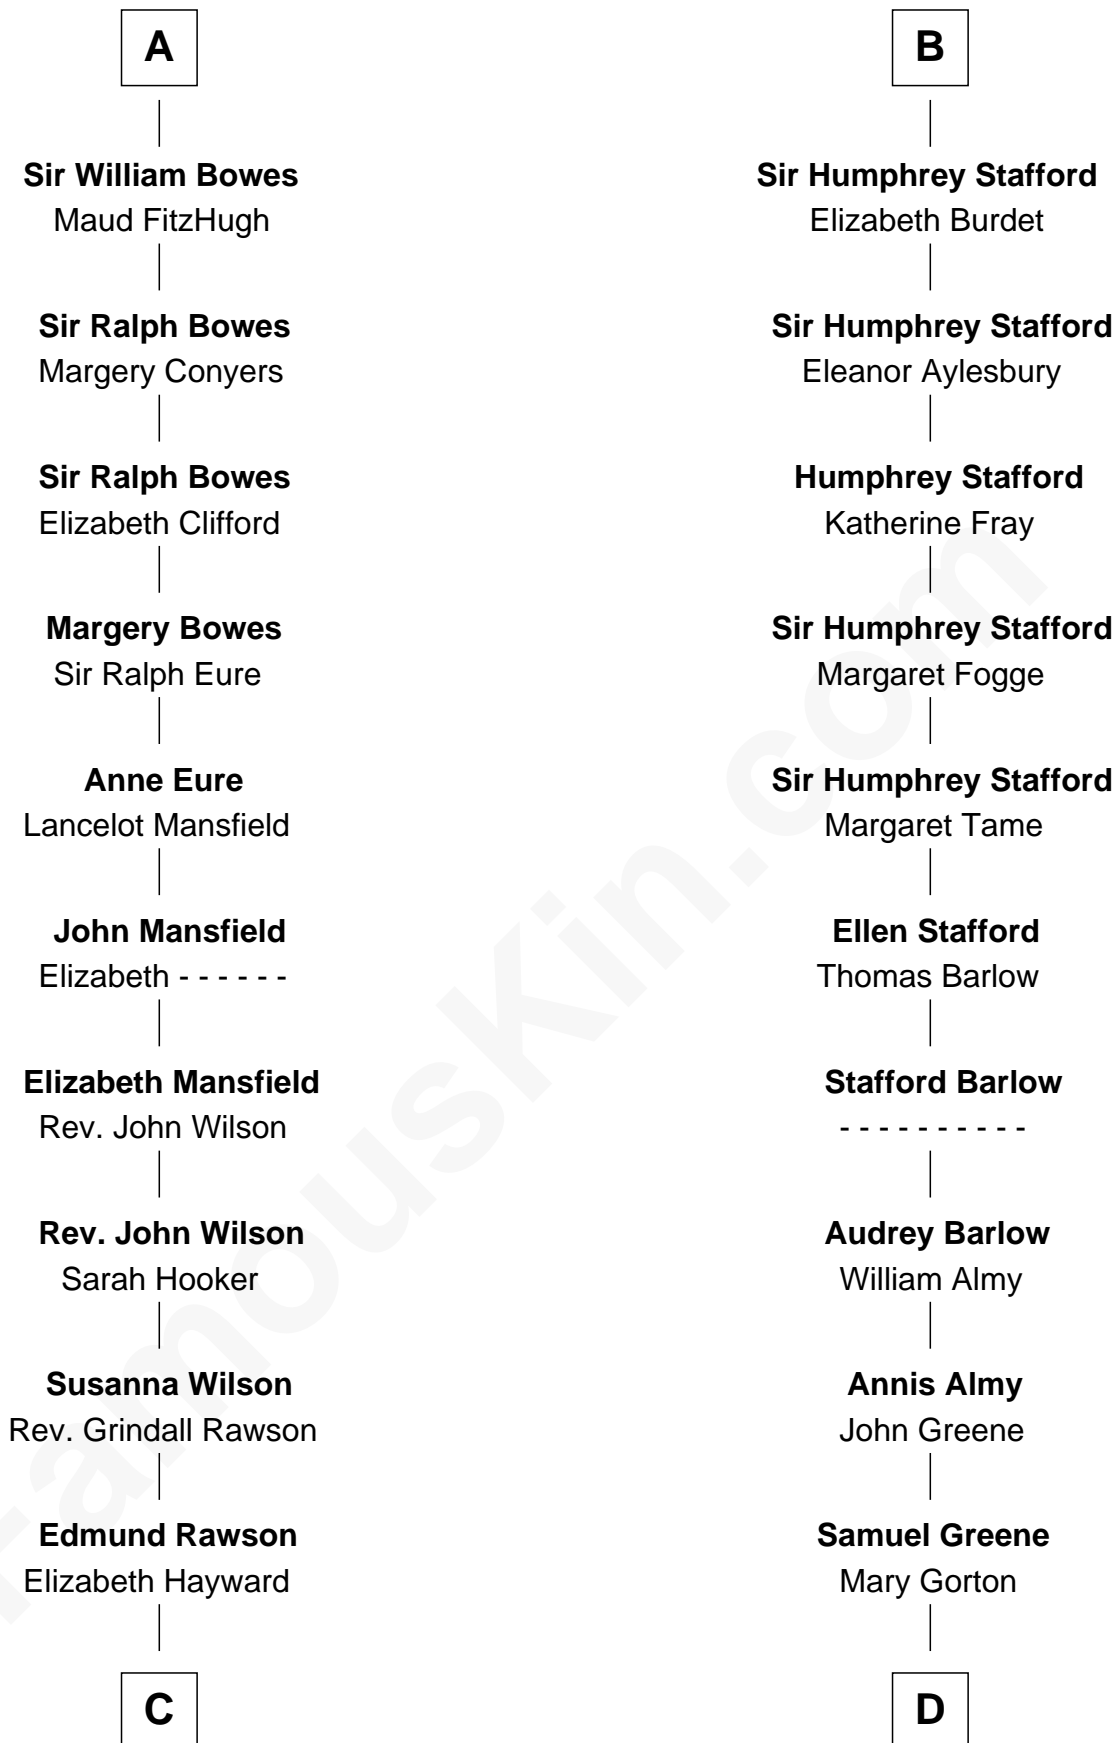 A
Sir William Bowes
Maud FitzHugh
Sir Ralph Bowes
Margery Conyers
Sir Ralph Bowes
Elizabeth Clifford
Margery Bowes
Sir Ralph Eure
Anne Eure
Lancelot Mansfield
John Mansfield
Elizabeth - - - - - -
Elizabeth Mansfield
Rev. John Wilson
Rev. John Wilson
Sarah Hooker
Susanna Wilson
Rev. Grindall Rawson
Edmund Rawson
Elizabeth Hayward
C
B
Sir Humphrey Stafford
Elizabeth Burdet
Sir Humphrey Stafford
Eleanor Aylesbury
Humphrey Stafford
Katherine Fray
Sir Humphrey Stafford
Margaret Fogge
Sir Humphrey Stafford
Margaret Tame
Ellen Stafford
Thomas Barlow
Stafford Barlow
- - - - - - - - - -
Audrey Barlow
William Almy
Annis Almy
John Greene
Samuel Greene
Mary Gorton
D
FamousKin.com